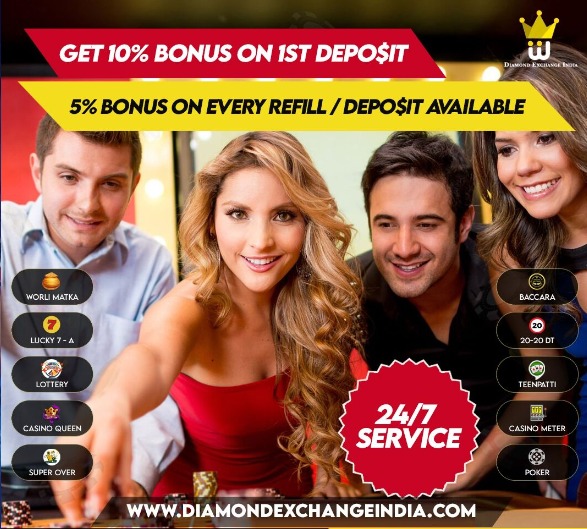 GET 10% BONUS ON 1ST DEPO$IT
W
DIAMOND EXCHANGE INDIA
5% BONUS ON EVERY REFILL / DEPO$IT AVAILABLE
WORLI MATKA
7
LUCKY 7 - A
LOTTERY
CASINO QUEEN
SUPER OVER
BACCARA
20
20-20 DT
TEENPATTI
CASINO METER
POKER
24/7
SERVICE
WWW.DIAMONDEXCHANGEINDIA.COM